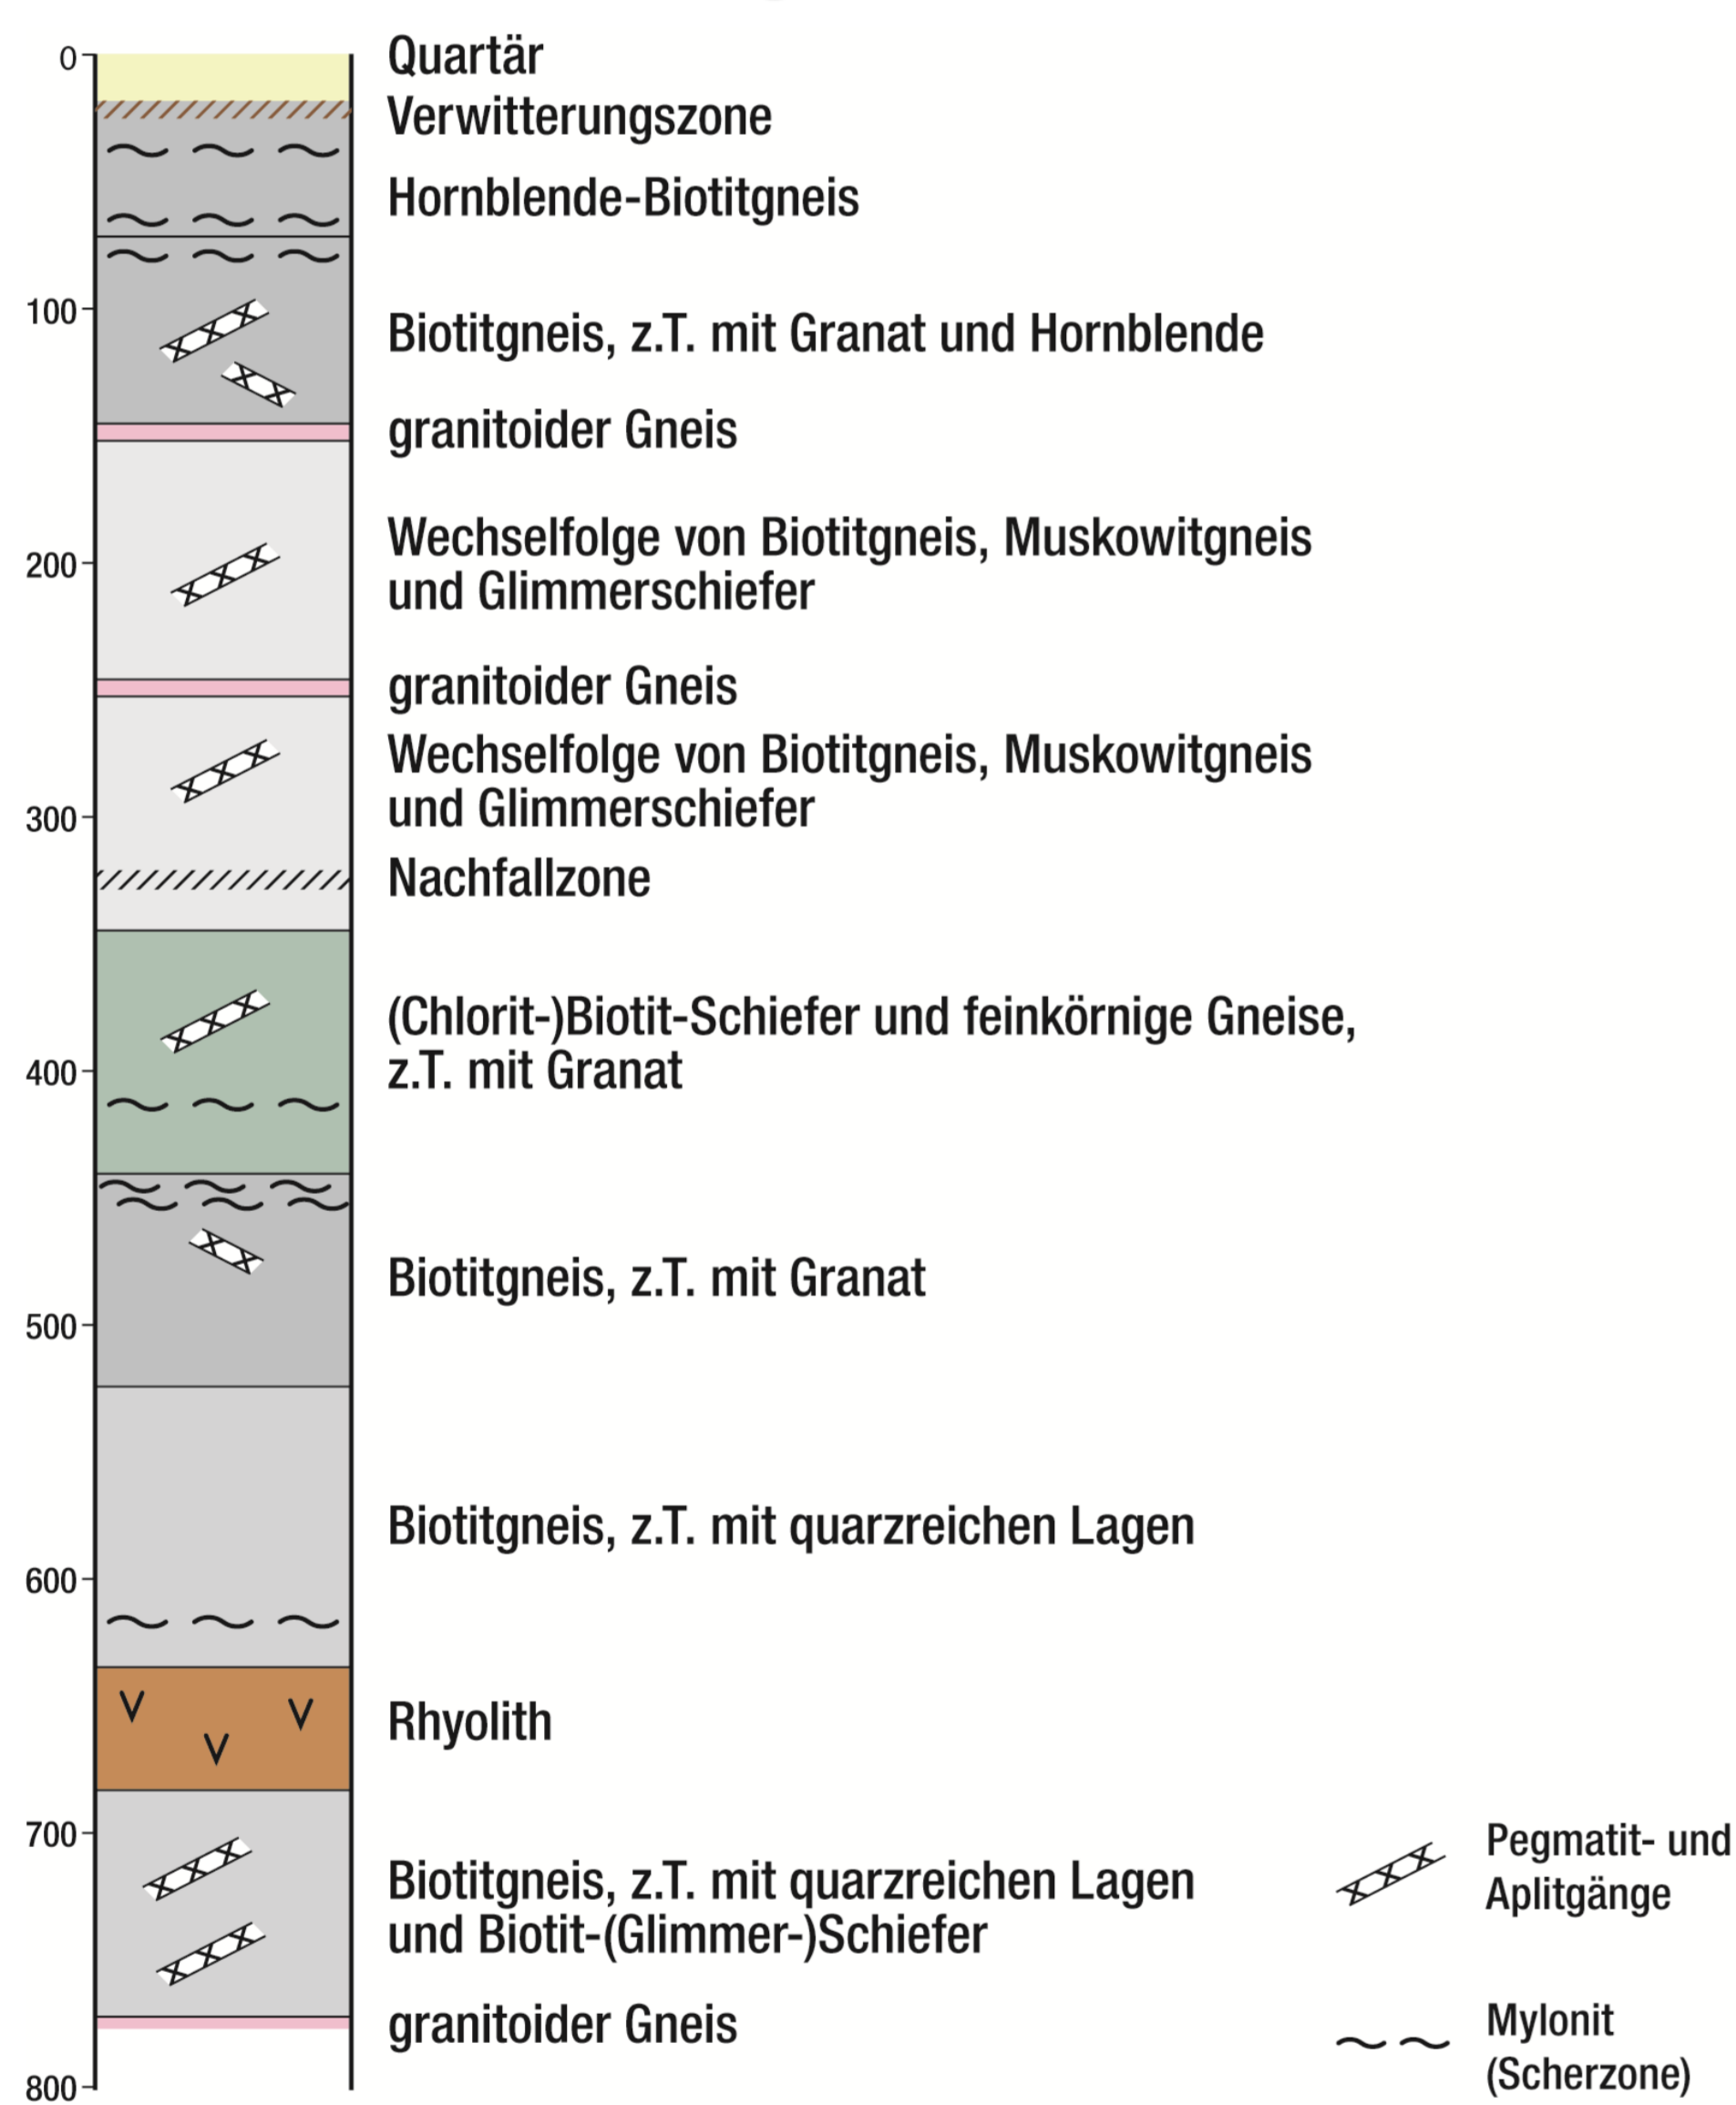 0
Quartär
Verwitterungszone
Hornblende-Biotitgneis
100
Biotitgneis, z.T. mit Granat und Hornblende
granitoider Gneis
Wechselfolge von Biotitgneis, Muskowitgneis
200
und Glimmerschiefer
granitoider Gneis
Wechselfolge von Biotitgneis, Muskowitgneis
und Glimmerschiefer
300
Nachfallzone
(Chlorit-)Biotit-Schiefer und feinkörnige Gneise,
400
z.T. mit Granat
Biotitgneis, z.T. mit Granat
500
Biotitgneis, z.T. mit quarzreichen Lagen
600
Rhyolith
700
Biotitgneis, z.T. mit quarzreichen Lagen
und Biotit-(Glimmer-)Schiefer
granitoider Gneis
800
Pegmatit- und
Aplitgänge
Mylonit
(Scherzone)